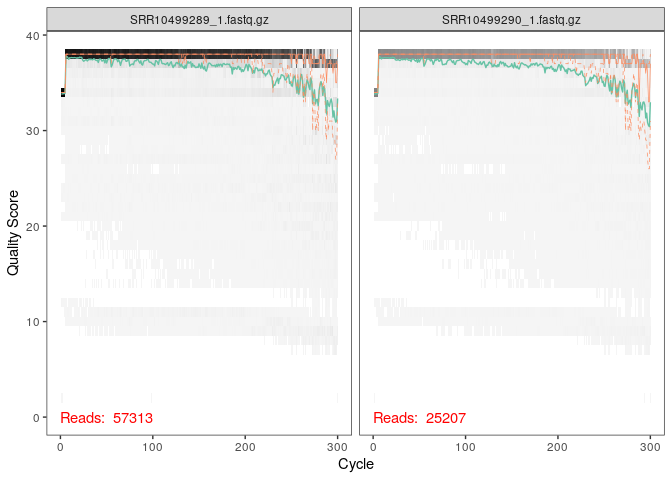 SRR10499289_1.fastq.gz
SRR10499290_1.fastq.gz
Quality Score
40
30
20
10
0
Reads:  57313
Reads:  25207
0
100
200
300
0
100
200
300
Cycle